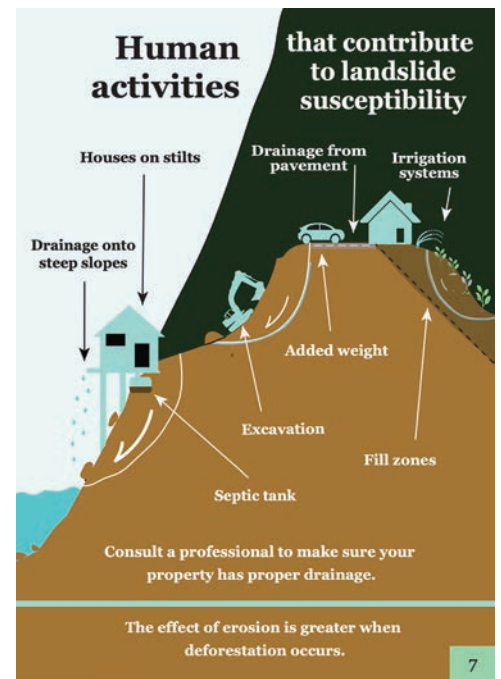 Human
activities
that contribute
to landslide
susceptibility
Houses on stilts
Drainage from
pavement
Irrigation
systems
Drainage onto
steep slopes
Added weight
Excavation
Fill zones
Septic tank
Consult a professional to make sure your
property has proper drainage.
The effect of erosion is greater when
deforestation occurs.
7